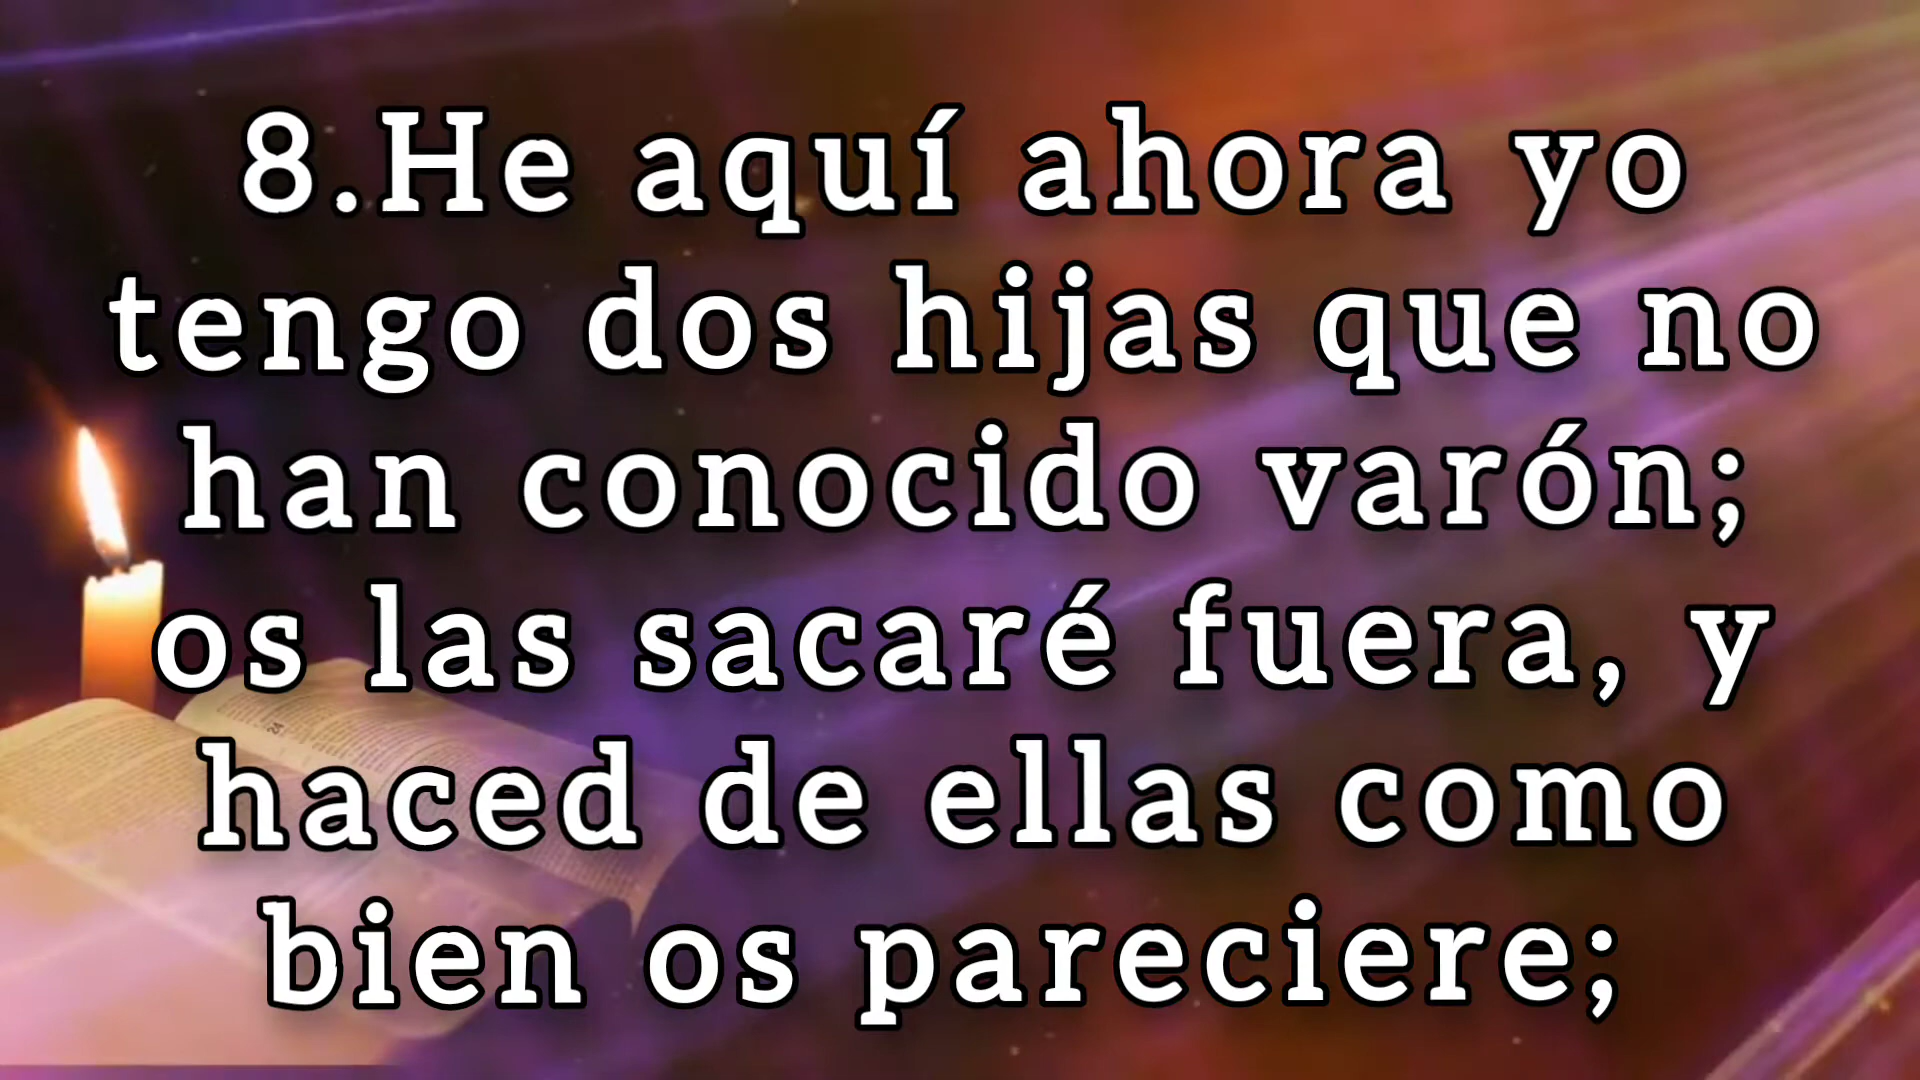 8.He aquí ahora yo
tengo dos hijas que no
han conocido varón;
os las sacaré fuera, y
haced de ellas como
bien os pareciere;